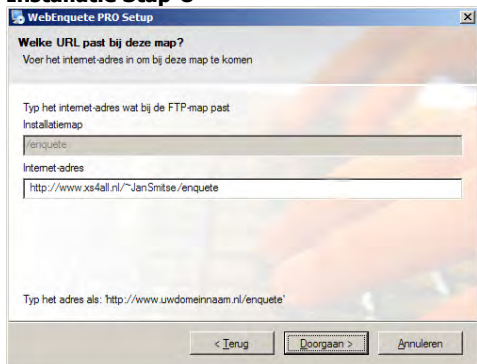 Installatie Stap 6
WebEnquete PRO Setup
Welke URL past bij deze map?
Voer het internet-adres in om bij deze map te komen
Typ het internet-adres wat bij de FTP-map past
Installatiemap
/enquete
Internet-adres
http://www.xs4all.nl/~JanSmitse/enquete
Typ het adres als: 'http://www.uwdomeinnaam.nl/enquete'
< Terug Doorgaan > Annuleren